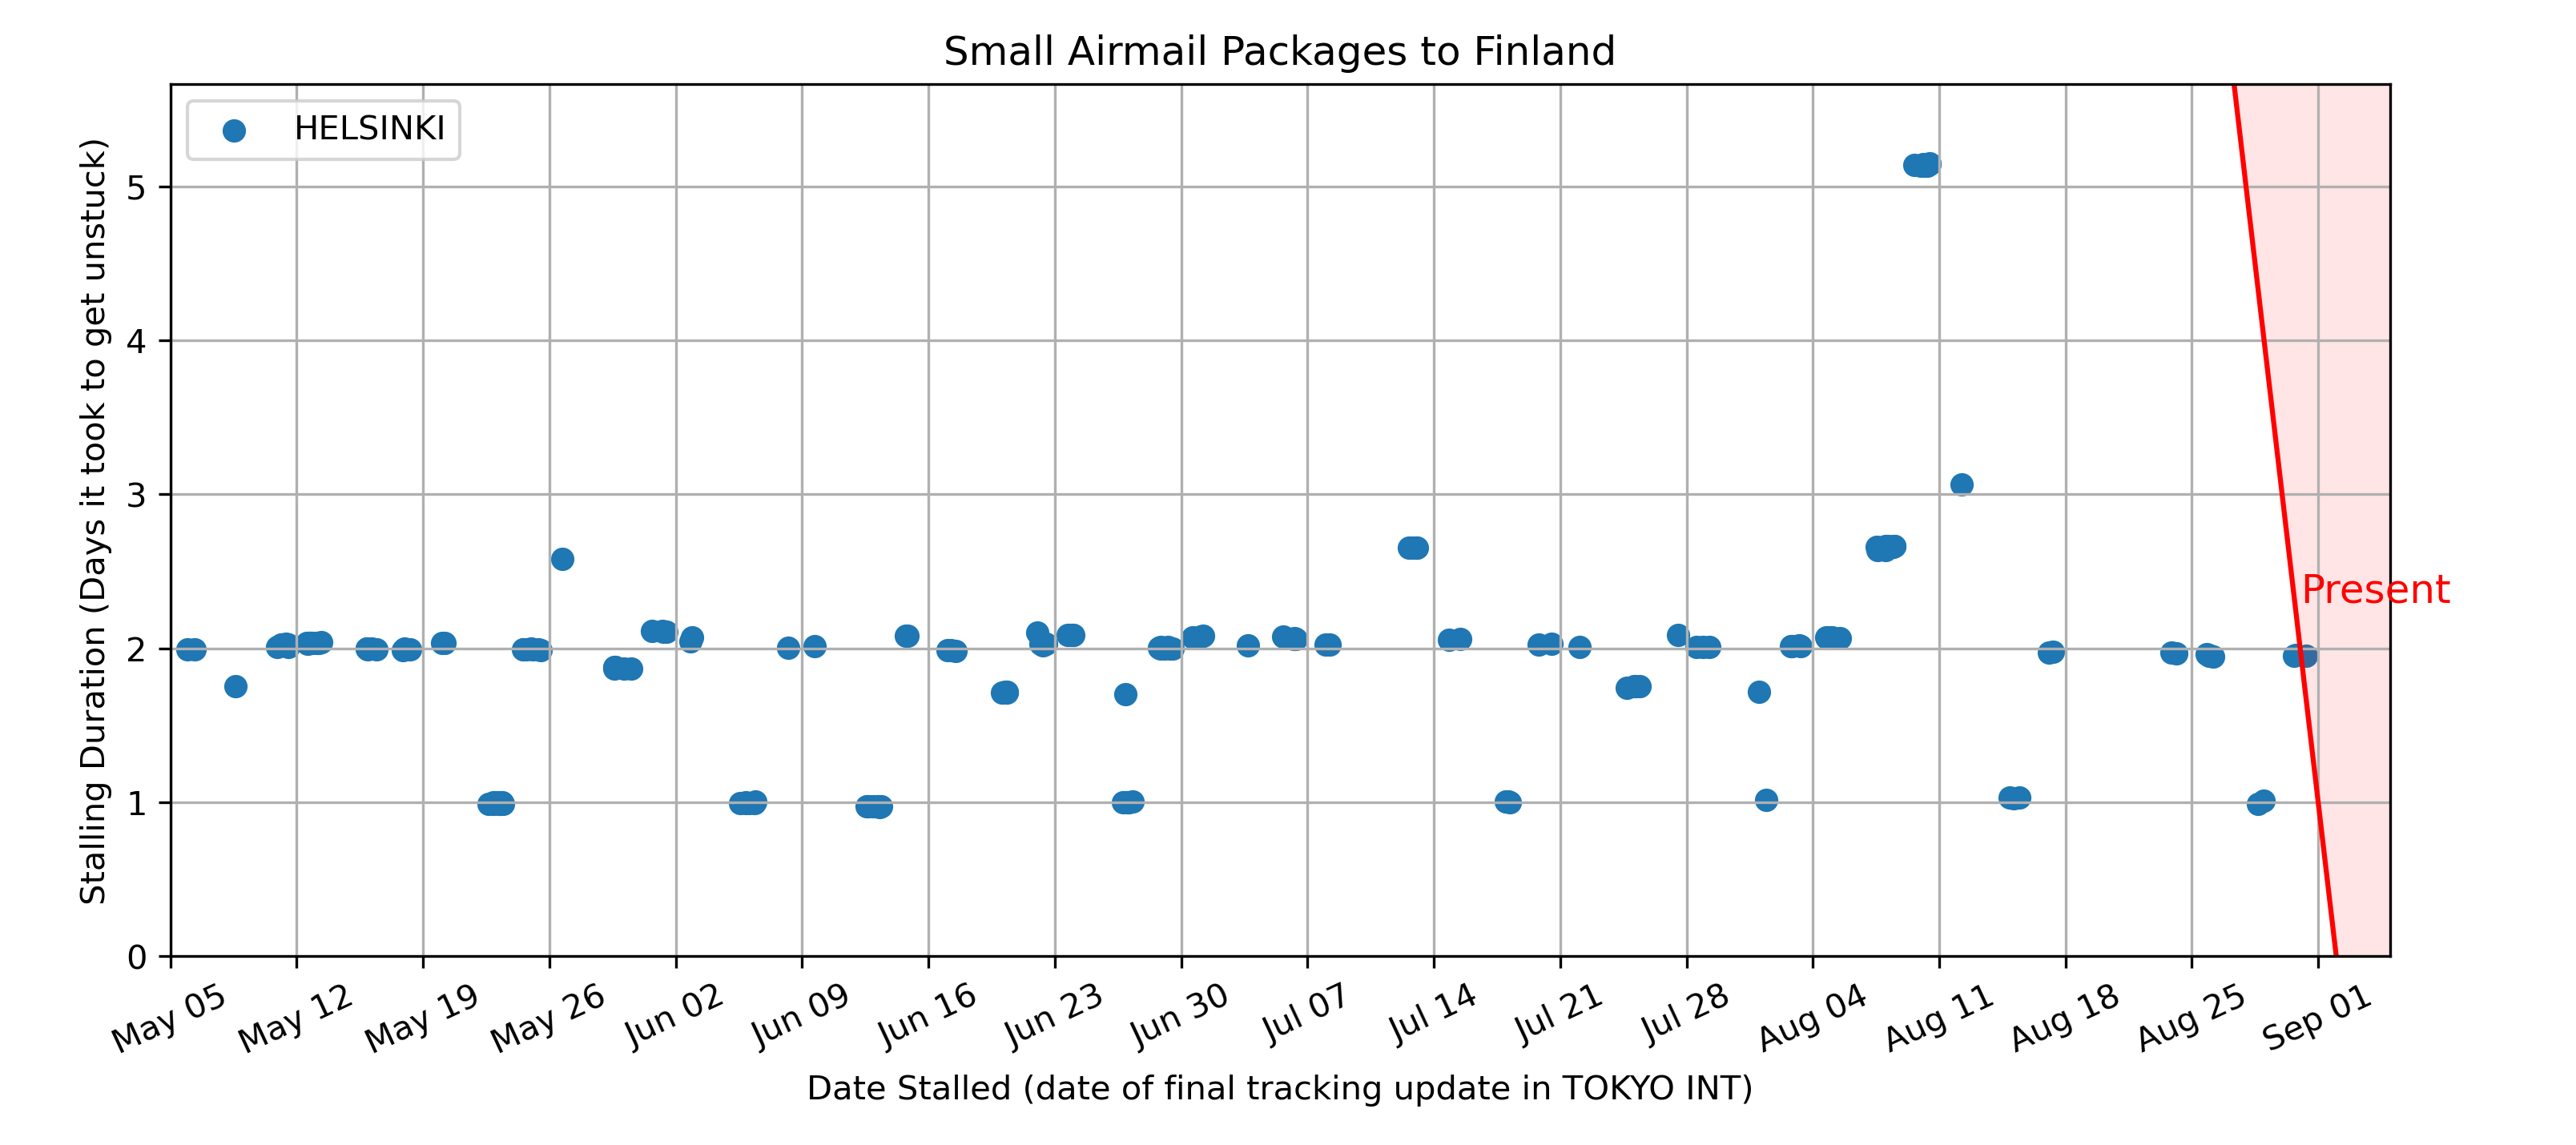 Small Airmail Packages to Finland
HELSINKI
Stalling Duration (Days it took to get unstuck)
5
4
3
2
1
0
Present
May 05
May 12
May 19
May 26
Jun 02
Jun 09
Jun 16
Jun 23
Jun 30
Jul 07
Jul 14
Jul 21
Jul 28
Aug 04
Aug 11
Aug 18
Aug 25
Sep 01
Date Stalled (date of final tracking update in TOKYO INT)